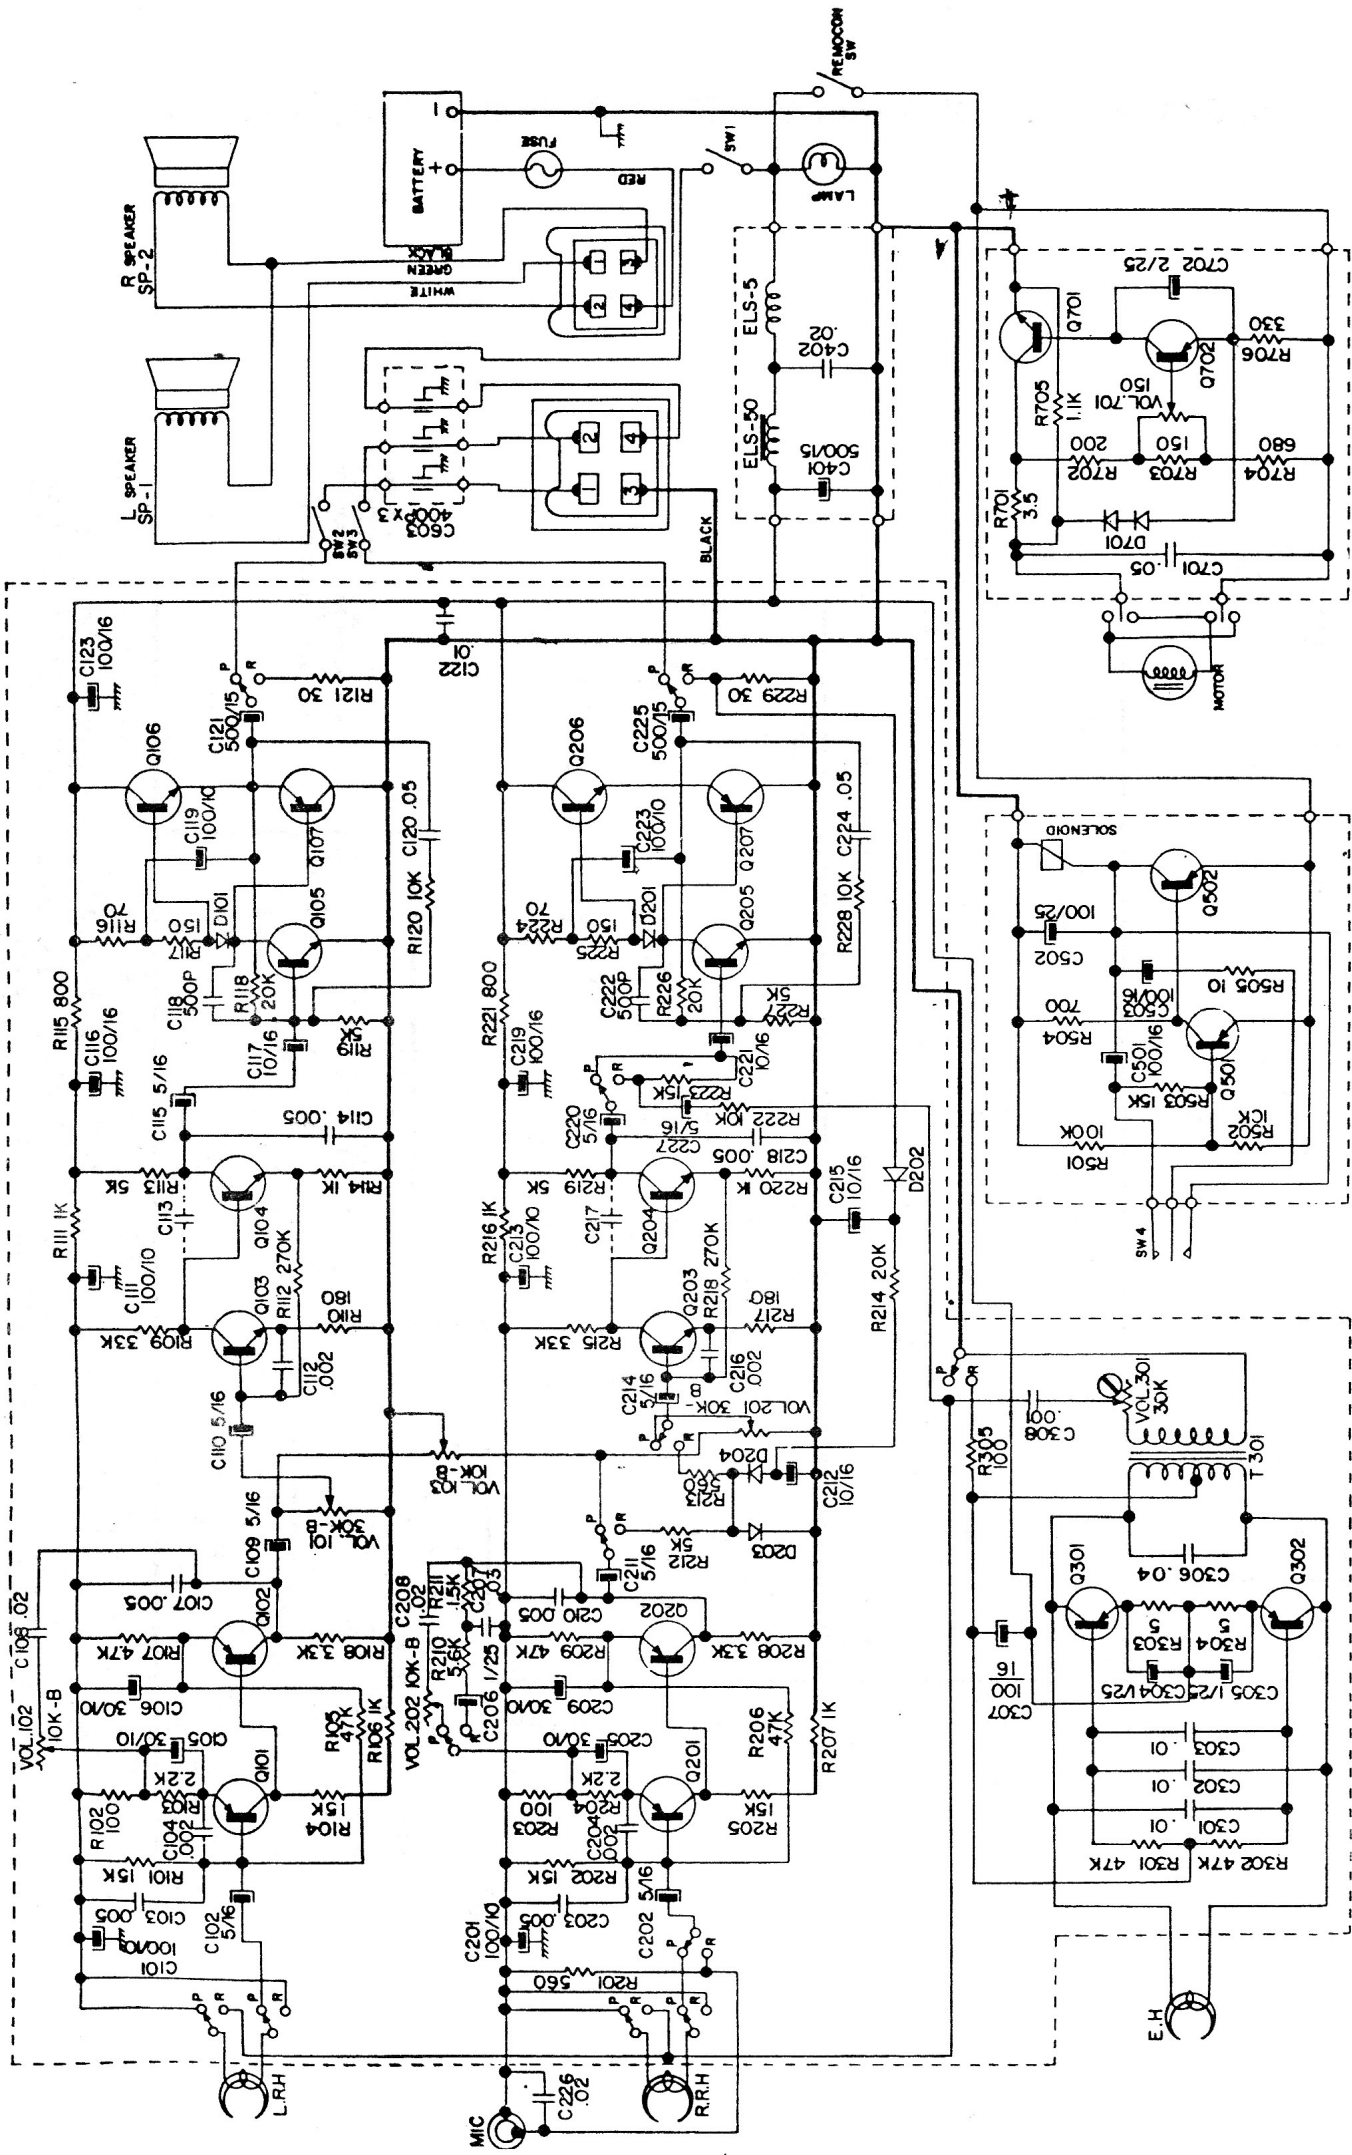 R SPEAKER
SP-2
L SPEAKER
SP-1
BATTERY
+
-
FUSE
RED
BLACK
GREEN
WHITE
1
2
3
4
REMOCON
SW
SW1
LAMP
SW2
SW3
C603
400P x 3
1
2
3
4
BLACK
ELS-5
ELS-50
C402
.02
C401
500/15
C123
100/16
Q106
C121
500/15
P
R
R121 30
C122
.01
R116
70
R117
150
D101
C119
100/10
Q107
Q105
C120 .05
R120 10K
R115 800
C116
100/16
C118
500P
R118
20K
C117
10/16
R119
5K
C115 5/16
C114
.005
R111 1K
R113
5K
C113
Q104
R114 1K
C111
100/10
R109
33K
Q103
R112 270K
R110
180
C112
.002
C110 5/16
VOL.103
10K-B
C109 5/16
VOL.101
30K-B
C108 .02
C107 .005
Q102
R107 47K
R108 3.3K
C106
30/10
VOL.102
10K-B
C105
30/10
R105
47K
R106 1K
R102
100
R103
2.2K
Q101
R104
15K
C104
.002
R101
15K
C103
.005
C102
5/16
C101
100/10
P
R
P
R
L.R.H
Q206
C225
500/15
P
R
R229
30
R224
70
R225
150
D201
C223
100/10
Q207
Q205
C224 .05
R228 10K
R221 800
C219
100/16
C222
500P
R226
20K
R227
5K
C221
10/16
P
R
R223
15K
C220
5/16
R222
10K
C227
5/16
C218
.005
R216 1K
R219
5K
C217
Q204
R220 1K
C215
10/16
D202
C213
100/10
R215 33K
Q203
R218 270K
R217
180
R214 20K
C214
5/16
C216
.002
VOL.201 30K-B
P
R
D204
R213
C212
10/16
P
R
R212
5K
D203
C211
5/16
C208
.02
R211
1.5K
C207
.03
C210 .005
Q202
R209 47K
R208 3.3K
VOL.202 10K-B
R210
5.6K
C206 1/25
P
R
C209
30/10
C205
30/10
R206
47K
R207 1K
R203
100
R204
2.2K
Q201
R205
15K
C204
.002
R202
15K
C203
.005
C202 5/16
C201
100/10
R201
560
P
R
P
R
P
R
MIC
C226
.02
R.R.H
Q701
C702 2/25
R705
1.1K
Q702
VOL.701
150
R706
330
R702
200
R703
150
R704
680
R701
3.5
D701
C701 .05
MOTOR
SOLENOID
Q502
C502
100/25
R505 10
C503
100/16
R504
700
C501
100/16
Q501
R503
15K
R501
100K
R502
SW4
P
R
C308
.001
VOL.301
30K
R305
100
T301
C306 .04
Q301
Q302
R303
5
R304
5
C304 1/25
C305 1/25
C307
100
16
C303
.01
C302
.01
C301
.01
R301
47K
R302 47K
E.H